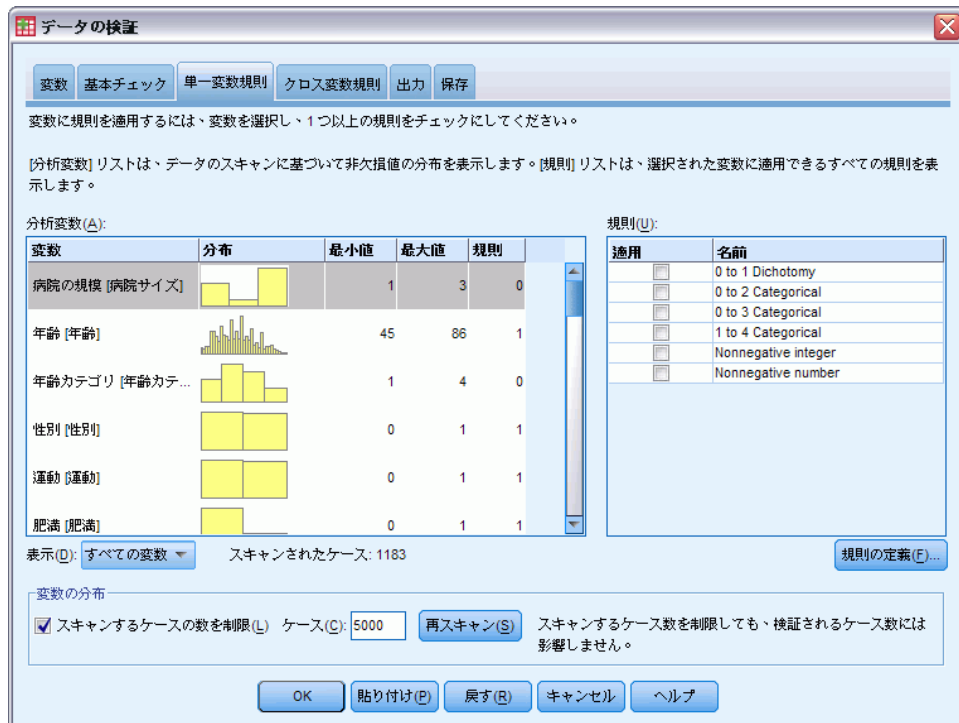 データの検証
変数 基本チェック 単一変数規則 クロス変数規則 出力 保存
変数に規則を適用するには、変数を選択し、1つ以上の規則をチェックにしてください。
[分析変数] リストは、データのスキャンに基づいて非欠損値の分布を表示します。[規則] リストは、選択された変数に適用できるすべての規則を表
示します。
分析変数(A):
変数 分布 最小値 最大値 規則
病院の規模 [病院サイズ] 1 3 0
年齢 [年齢] 45 86 1
年齢カテゴリ [年齢カテ... 1 4 0
性別 [性別] 0 1 1
運動 [運動] 0 1 1
肥満 [肥満] 0 1 1
規則(U):
適用 名前
0 to 1 Dichotomy
0 to 2 Categorical
0 to 3 Categorical
1 to 4 Categorical
Nonnegative integer
Nonnegative number
表示(D): すべての変数 スキャンされたケース: 1183
規則の定義(F)...
変数の分布
スキャンするケースの数を制限(L) ケース(C): 5000 再スキャン(S) スキャンするケース数を制限しても、検証されるケース数には
影響しません。
OK 貼り付け(P) 戻す(R) キャンセル ヘルプ